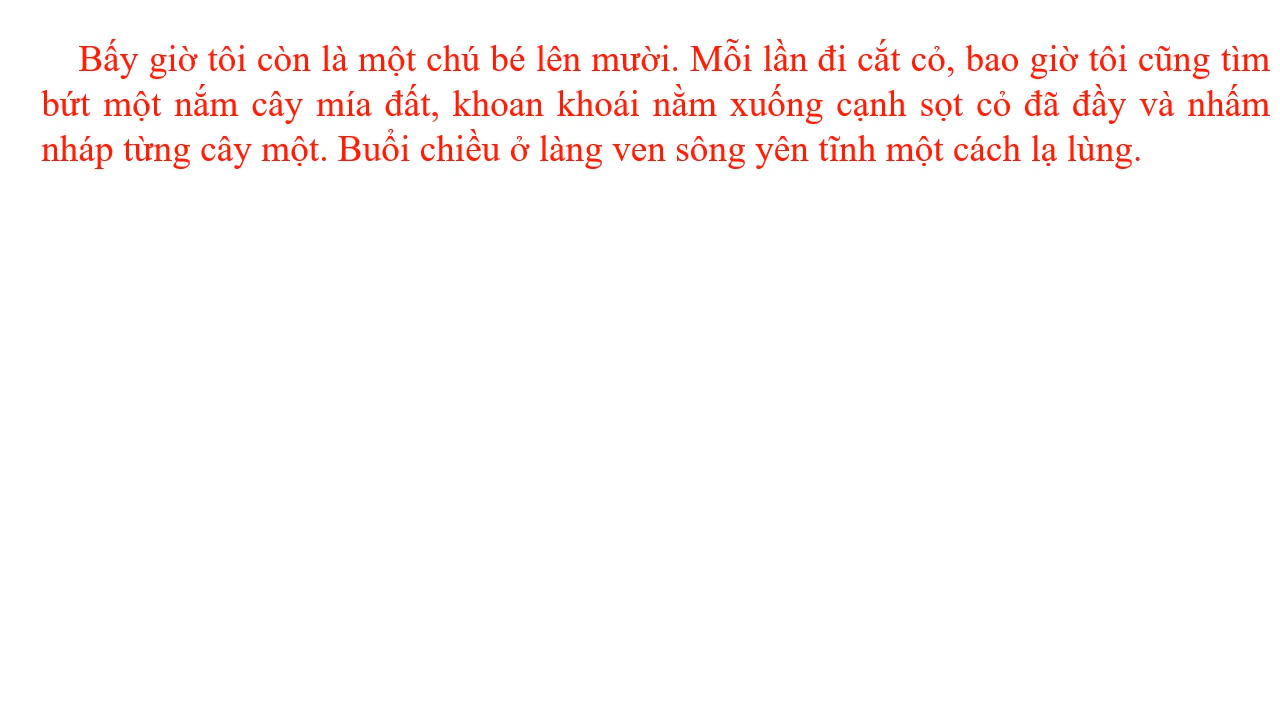 Bấy giờ tôi còn là một chú bé lên mười. Mỗi lần đi cắt cỏ, bao giờ tôi cũng tìm
bứt một nắm cây mía đất, khoan khoái nằm xuống cạnh sọt cỏ đã đầy và nhấm
nháp từng cây một. Buổi chiều ở làng ven sông yên tĩnh một cách lạ lùng.